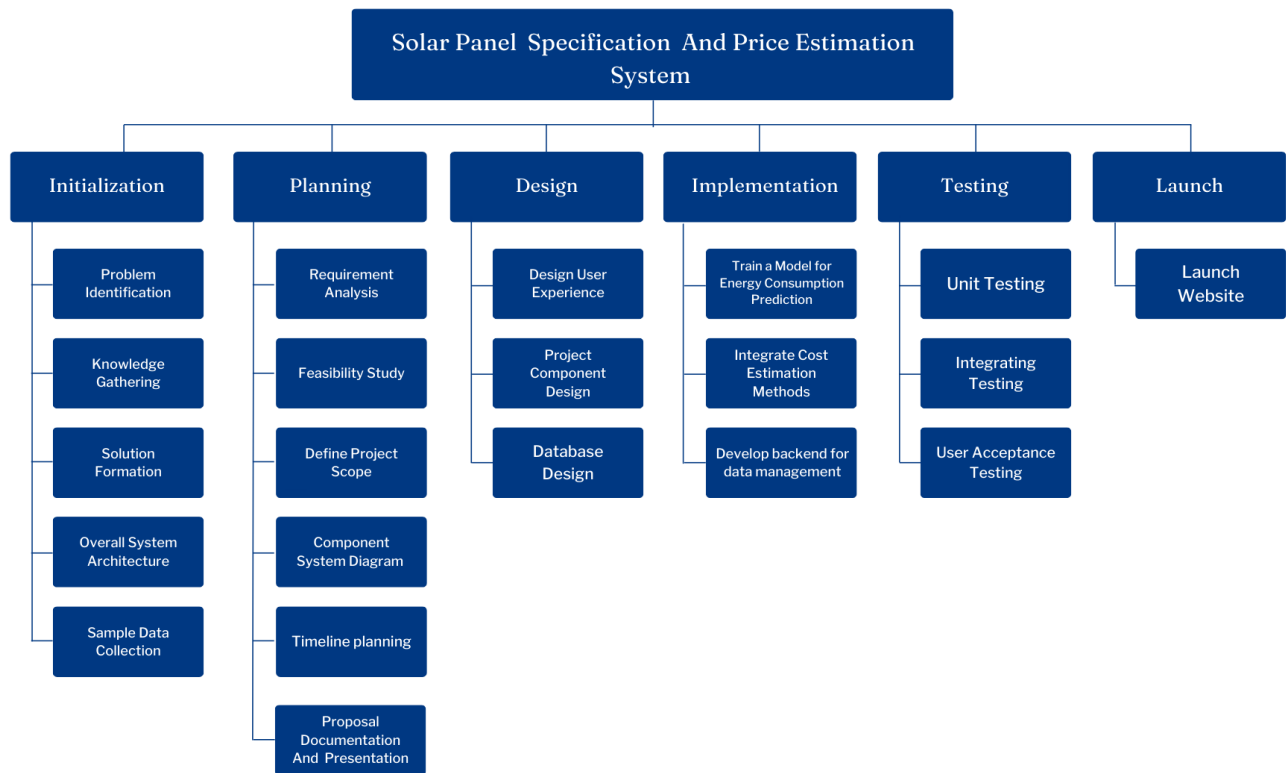 Solar Panel Specification And Price Estimation
System
Initialization
Problem
Identification
Knowledge
Gathering
Solution
Formation
Overall System
Architecture
Sample Data
Collection
Planning
Requirement
Analysis
Feasibility Study
Define Project
Scope
Component
System Diagram
Timeline planning
Proposal
Documentation
And Presentation
Design
Design User
Experience
Project
Component
Design
Database
Design
Implementation
Train a Model for
Energy Consumption
Prediction
Integrate Cost
Estimation
Methods
Develop backend for
data management
Testing
Unit Testing
Integrating
Testing
User Acceptance
Testing
Launch
Launch
Website